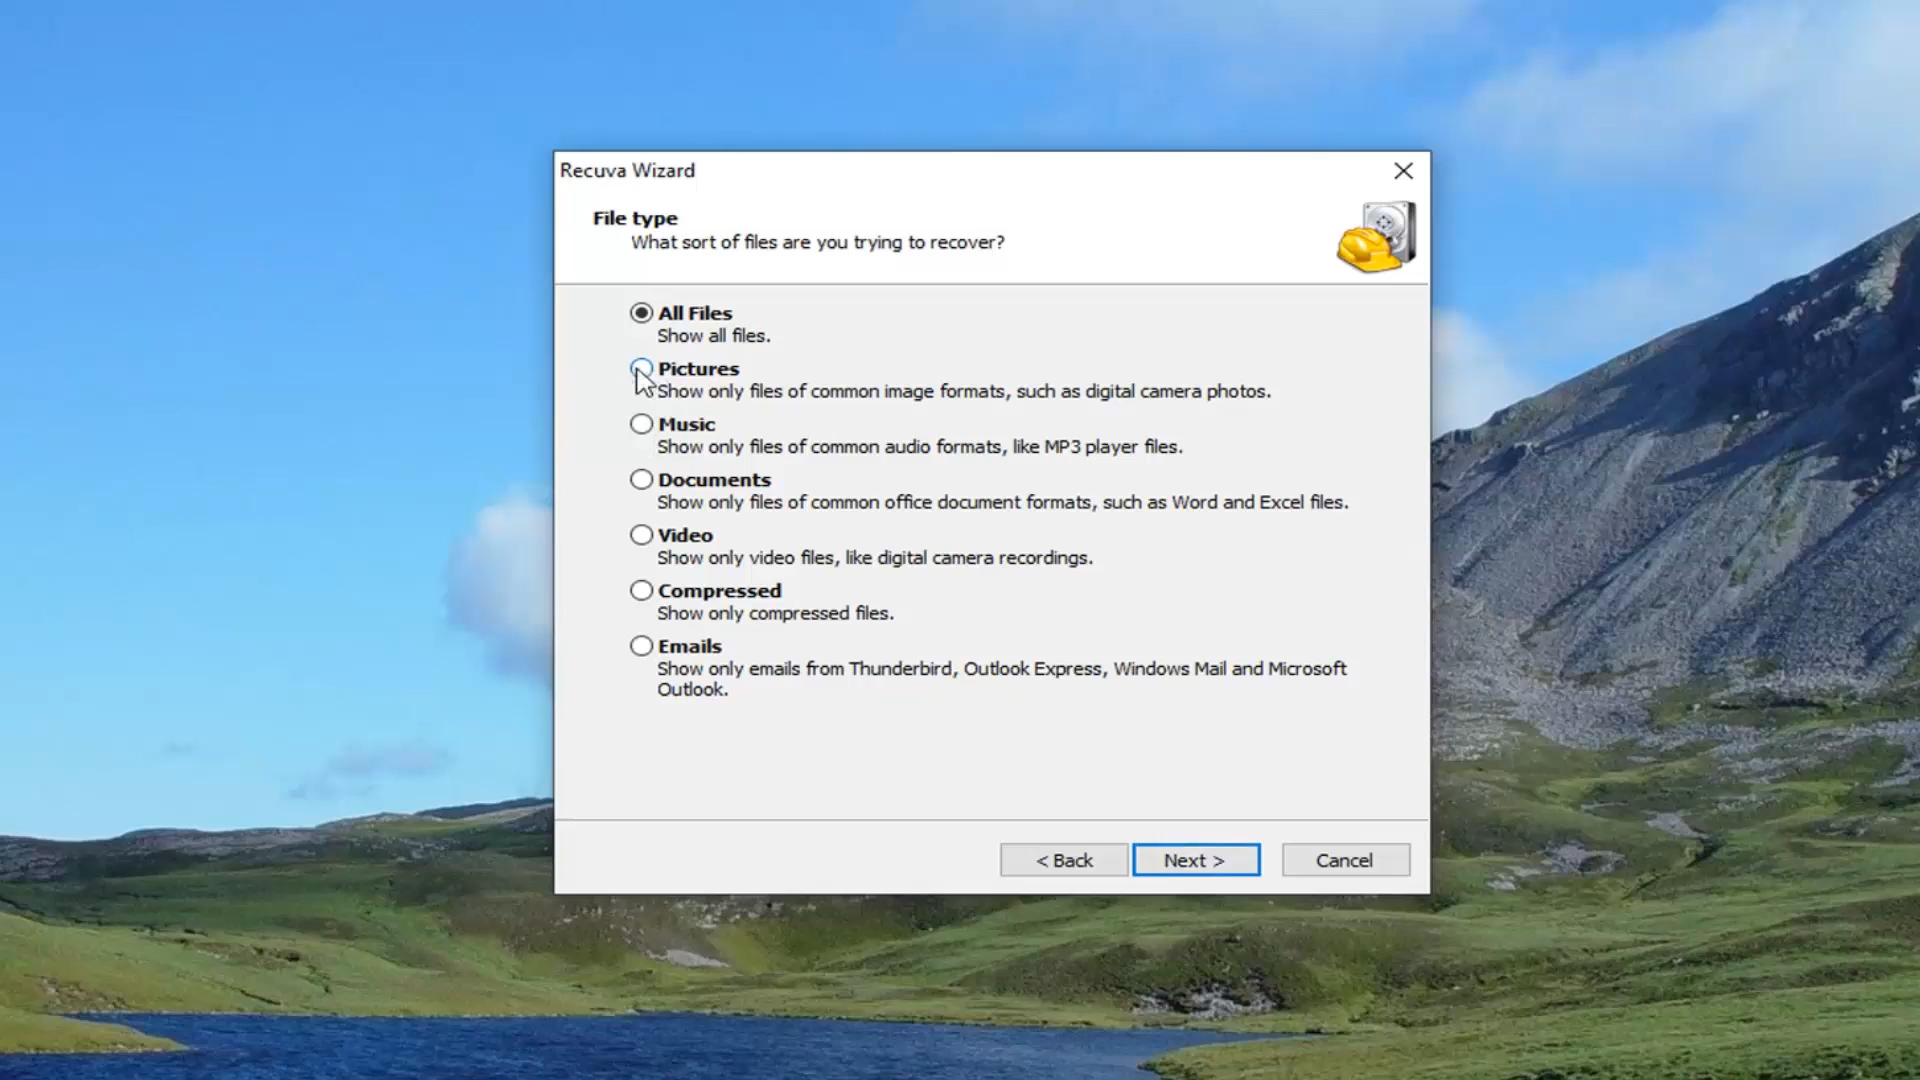 Recuva Wizard
File type
What sort of files are you trying to recover?
All Files
Show all files.
Pictures
Show only files of common image formats, such as digital camera photos.
Music
Show only files of common audio formats, like MP3 player files.
Documents
Show only files of common office document formats, such as Word and Excel files.
Video
Show only video files, like digital camera recordings.
Compressed
Show only compressed files.
Emails
Show only emails from Thunderbird, Outlook Express, Windows Mail and Microsoft
Outlook.
< Back Next > Cancel